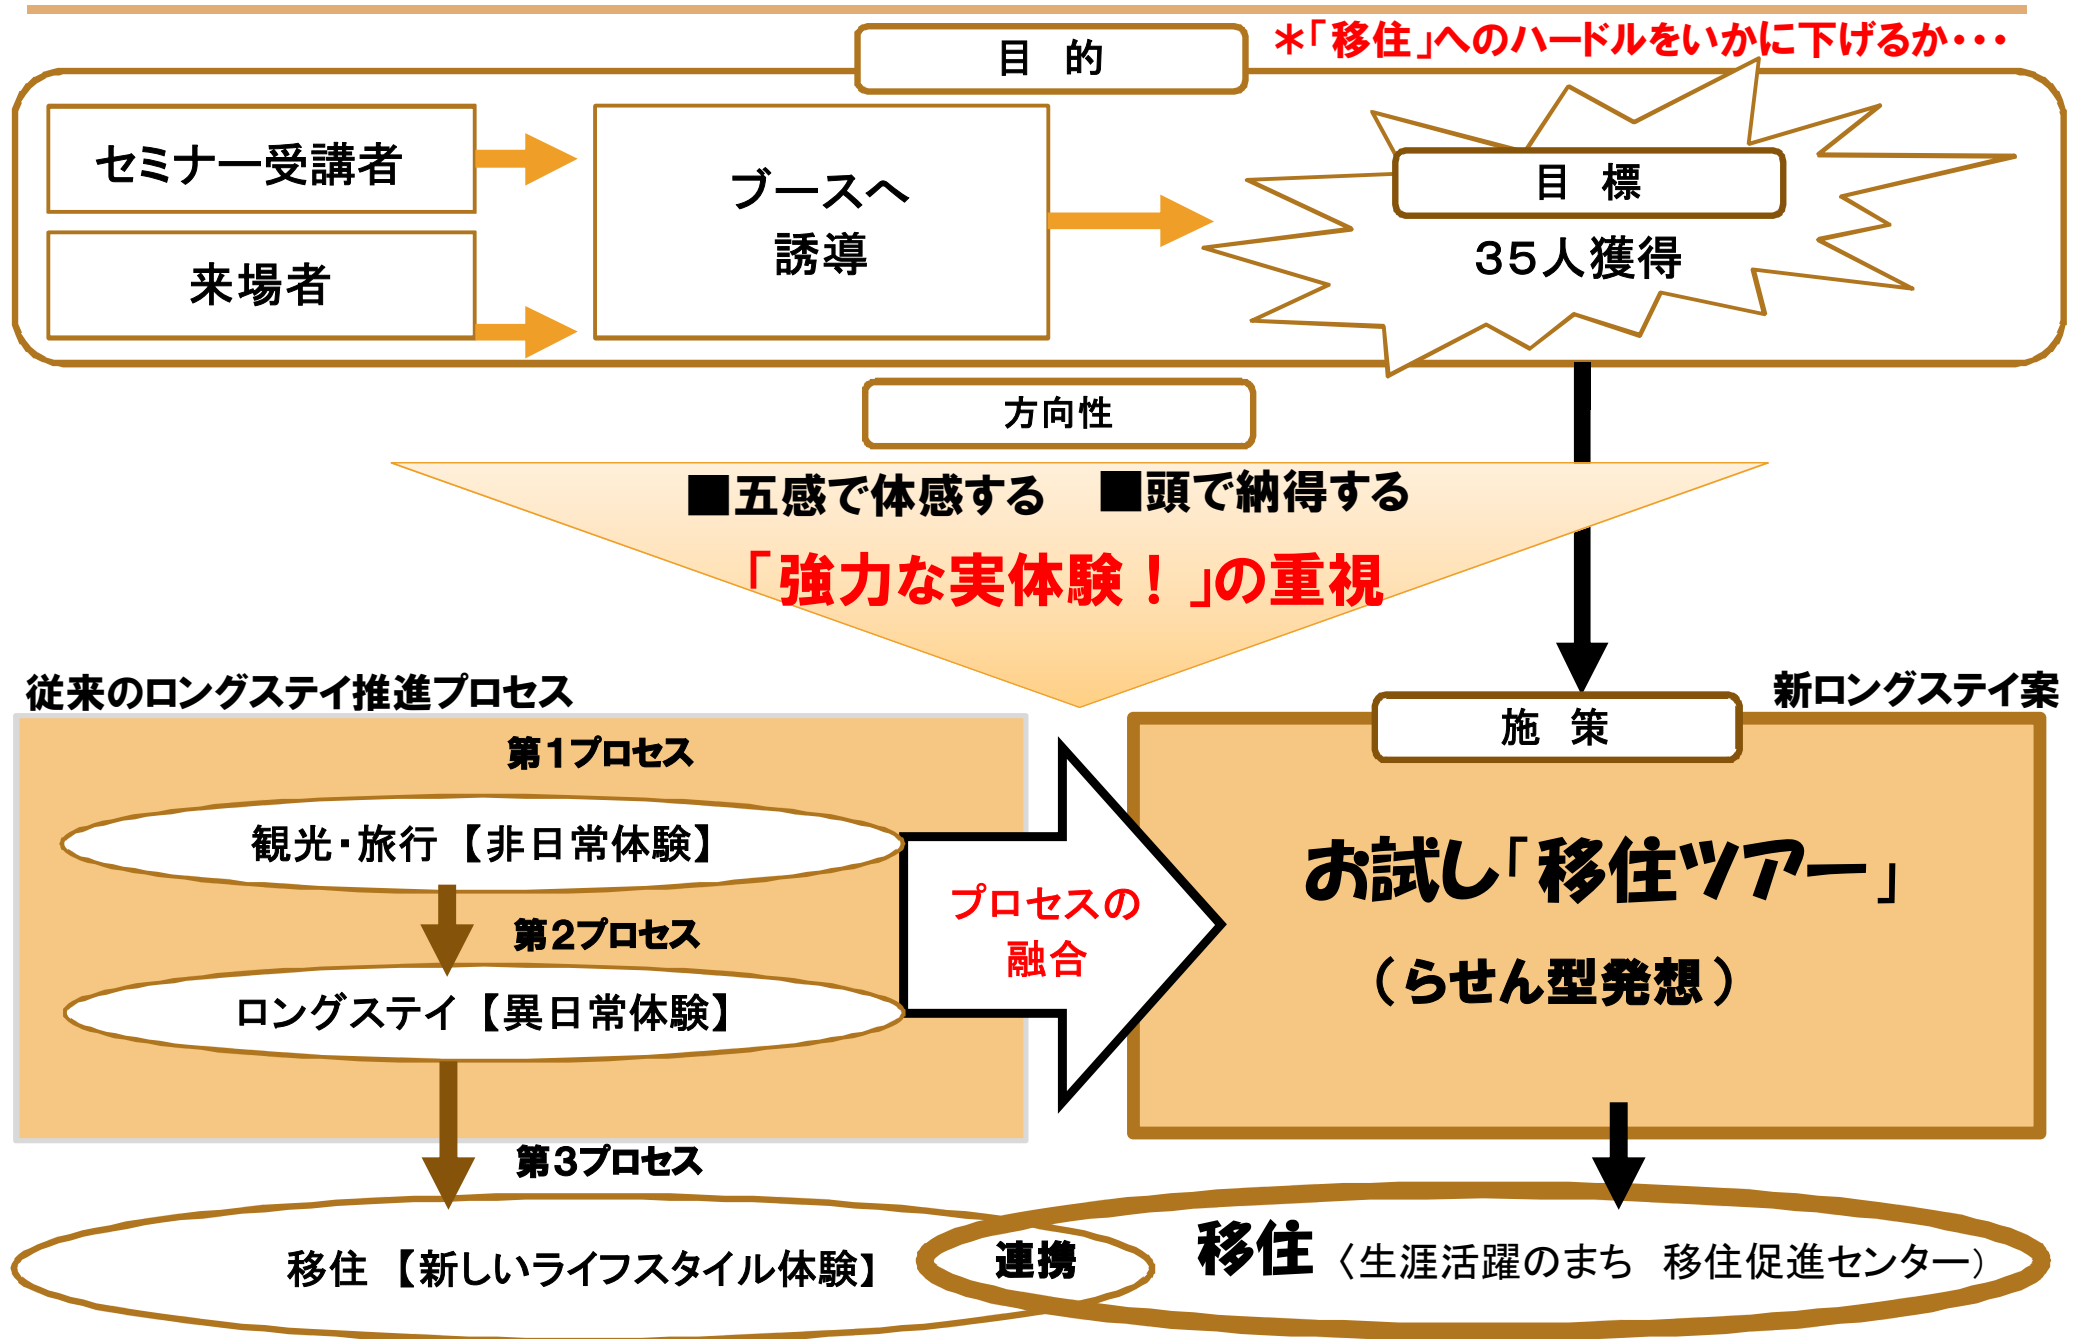 ＊「移住」へのハードルをいかに下げるか・・・
目　的
セミナー受講者
来場者
ブースへ
誘導
目　標
３５人獲得
方向性
■五感で体感する　■頭で納得する
「強力な実体験！」の重視
従来のロングステイ推進プロセス
第１プロセス
観光・旅行【非日常体験】
第２プロセス
ロングステイ【異日常体験】
第３プロセス
移住【新しいライフスタイル体験】
プロセスの
融合
新ロングステイ案
施　策
お試し「移住ツアー」
（らせん型発想）
連携
移住〈生涯活躍のまち　移住促進センター）